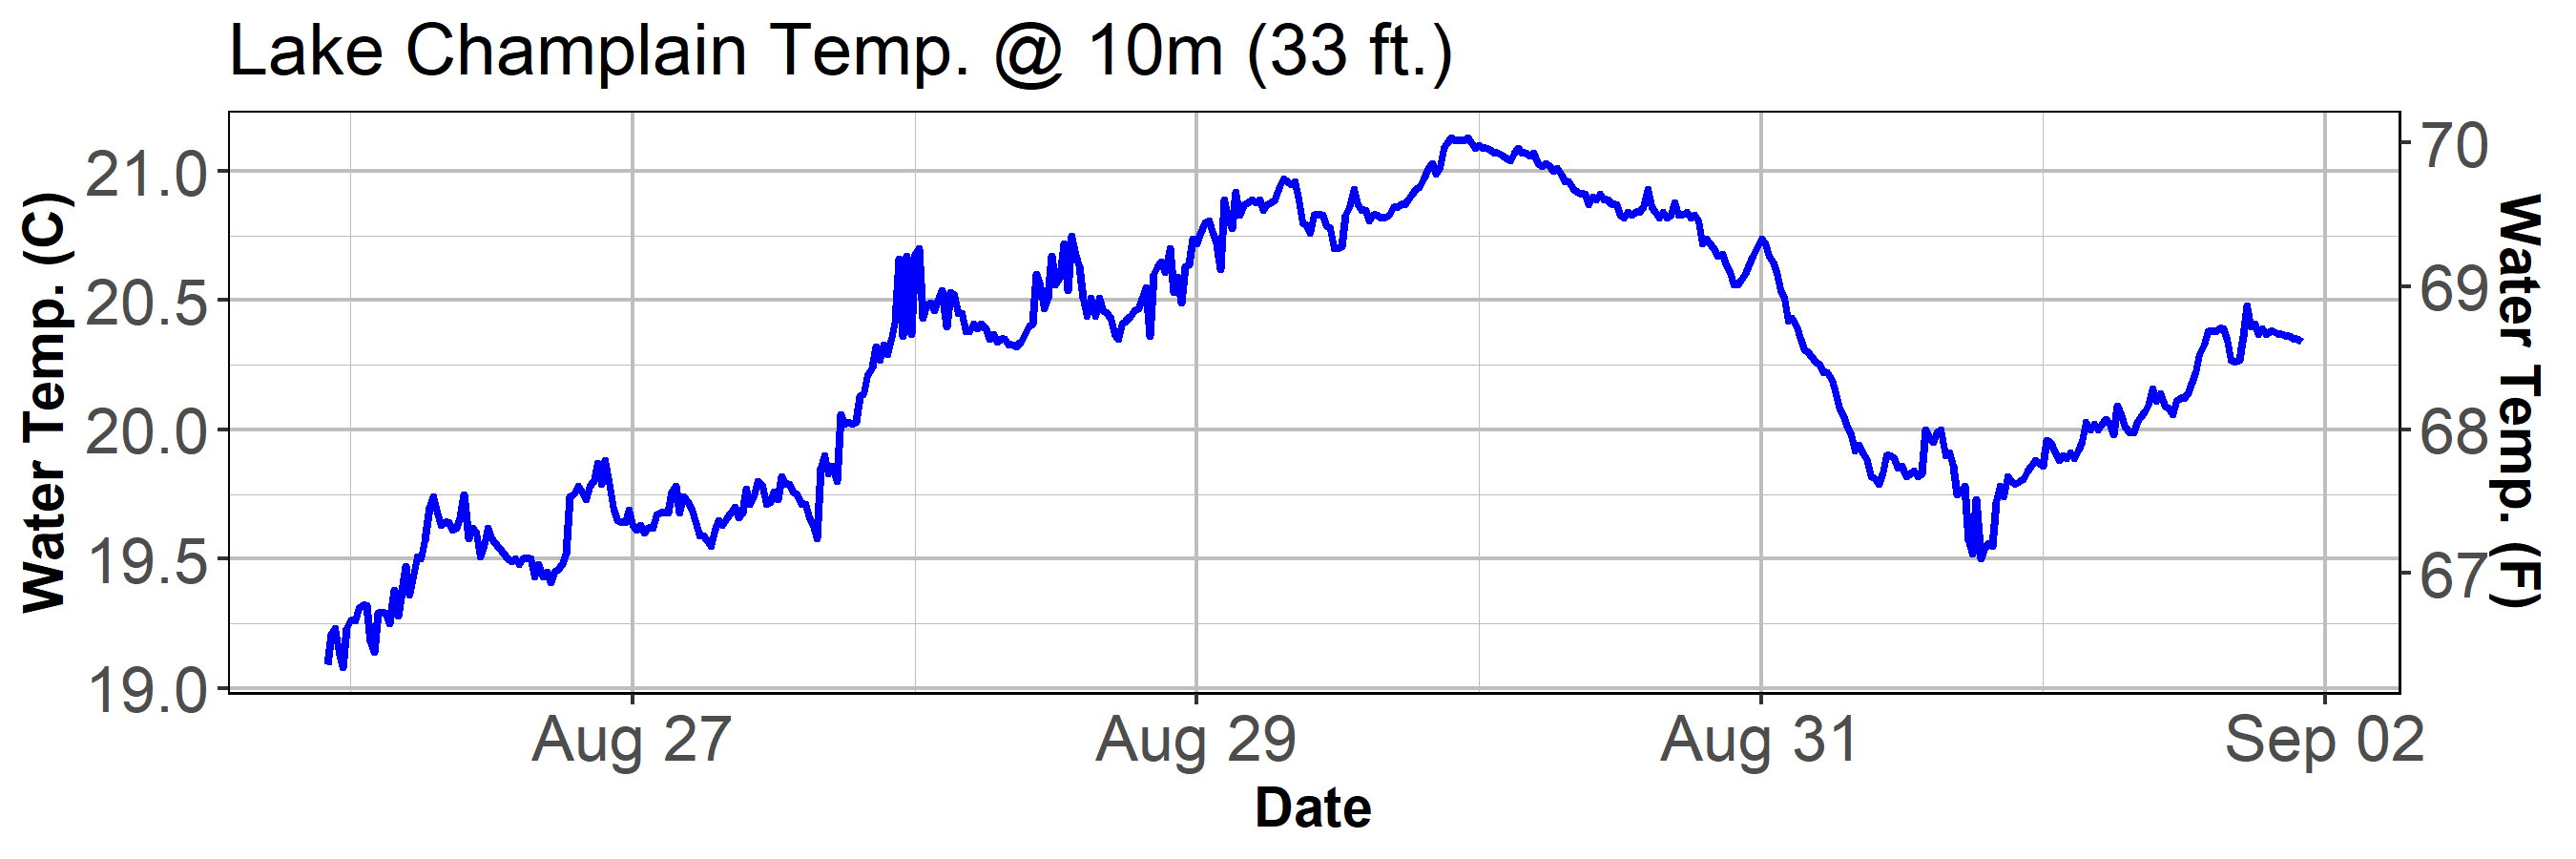 Lake Champlain Temp. @ 10m (33 ft.)
Water Temp. (C)
21.0
20.5
20.0
19.5
19.0
70
69
68
67
Water Temp. (F)
Aug 27
Aug 29
Aug 31
Sep 02
Date